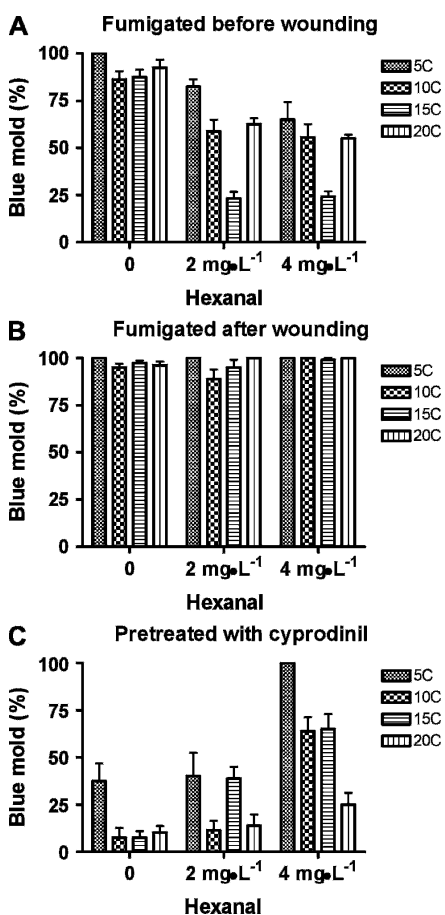 A Fumigated before wounding
Blue mold (%)
100
75
50
25
0
0 2 mg•L⁻¹ 4 mg•L⁻¹
Hexanal
5C
10C
15C
20C
B Fumigated after wounding
Blue mold (%)
100
75
50
25
0
0 2 mg•L⁻¹ 4 mg•L⁻¹
Hexanal
5C
10C
15C
20C
C Pretreated with cyprodinil
Blue mold (%)
100
75
50
25
0
0 2 mg•L⁻¹ 4 mg•L⁻¹
Hexanal
5C
10C
15C
20C